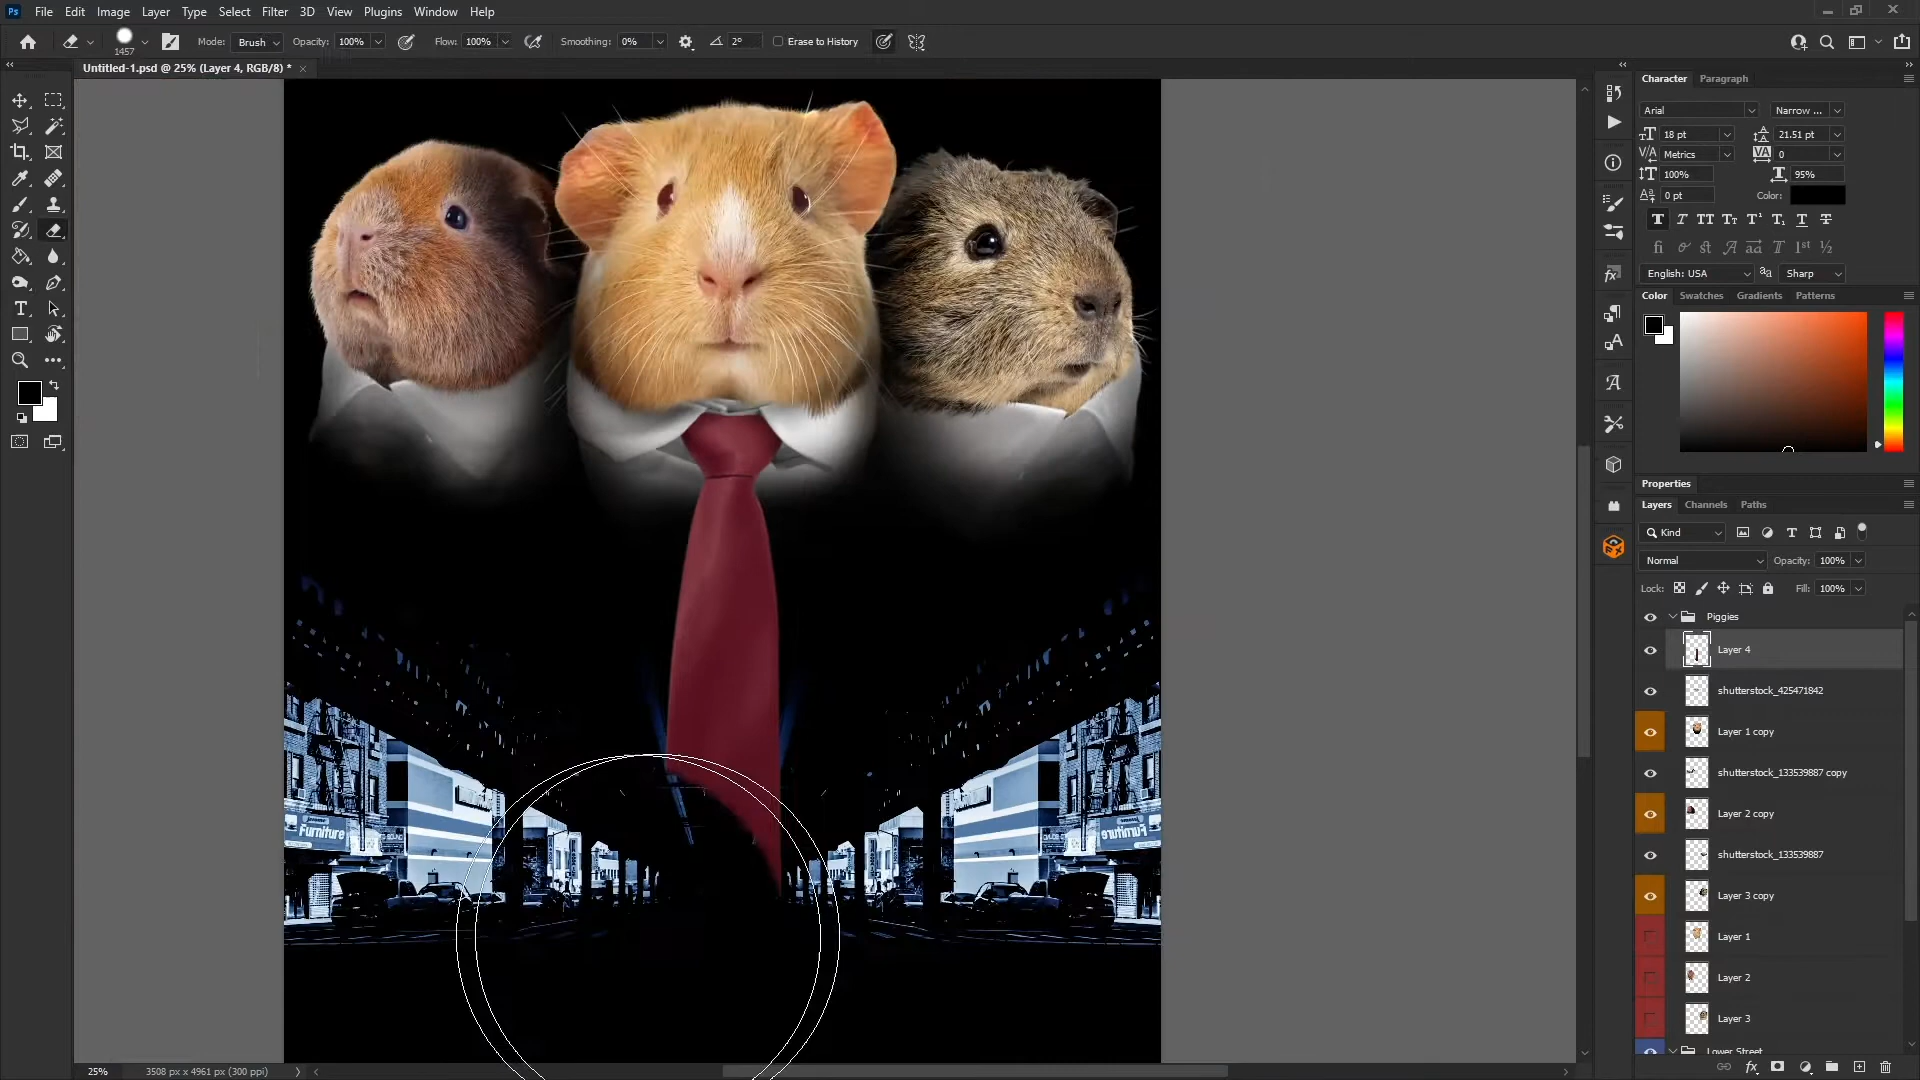 Ps File Edit Image Layer Type Select Filter 3D View Plugins Window Help
1457 Mode: Brush Opacity: 100% Flow: 100% Smoothing: 0% 2° Erase to History
Untitled-1.psd @ 25% (Layer 4, RGB/8) *
Character Paragraph
Arial Narrow ...
18 pt 21.51 pt
Metrics 0
100% 95%
0 pt Color:
English: USA Sharp
Color Swatches Gradients Patterns
Properties
Layers Channels Paths
Kind
Normal Opacity: 100%
Lock: Fill: 100%
Piggies
Layer 4
shutterstock_425471842
Layer 1 copy
shutterstock_133539887 copy
Layer 2 copy
shutterstock_133539887
Layer 3 copy
Layer 1
Layer 2
Layer 3
Lower Street
Furniture
25% 3508 px x 4961 px (300 ppi)